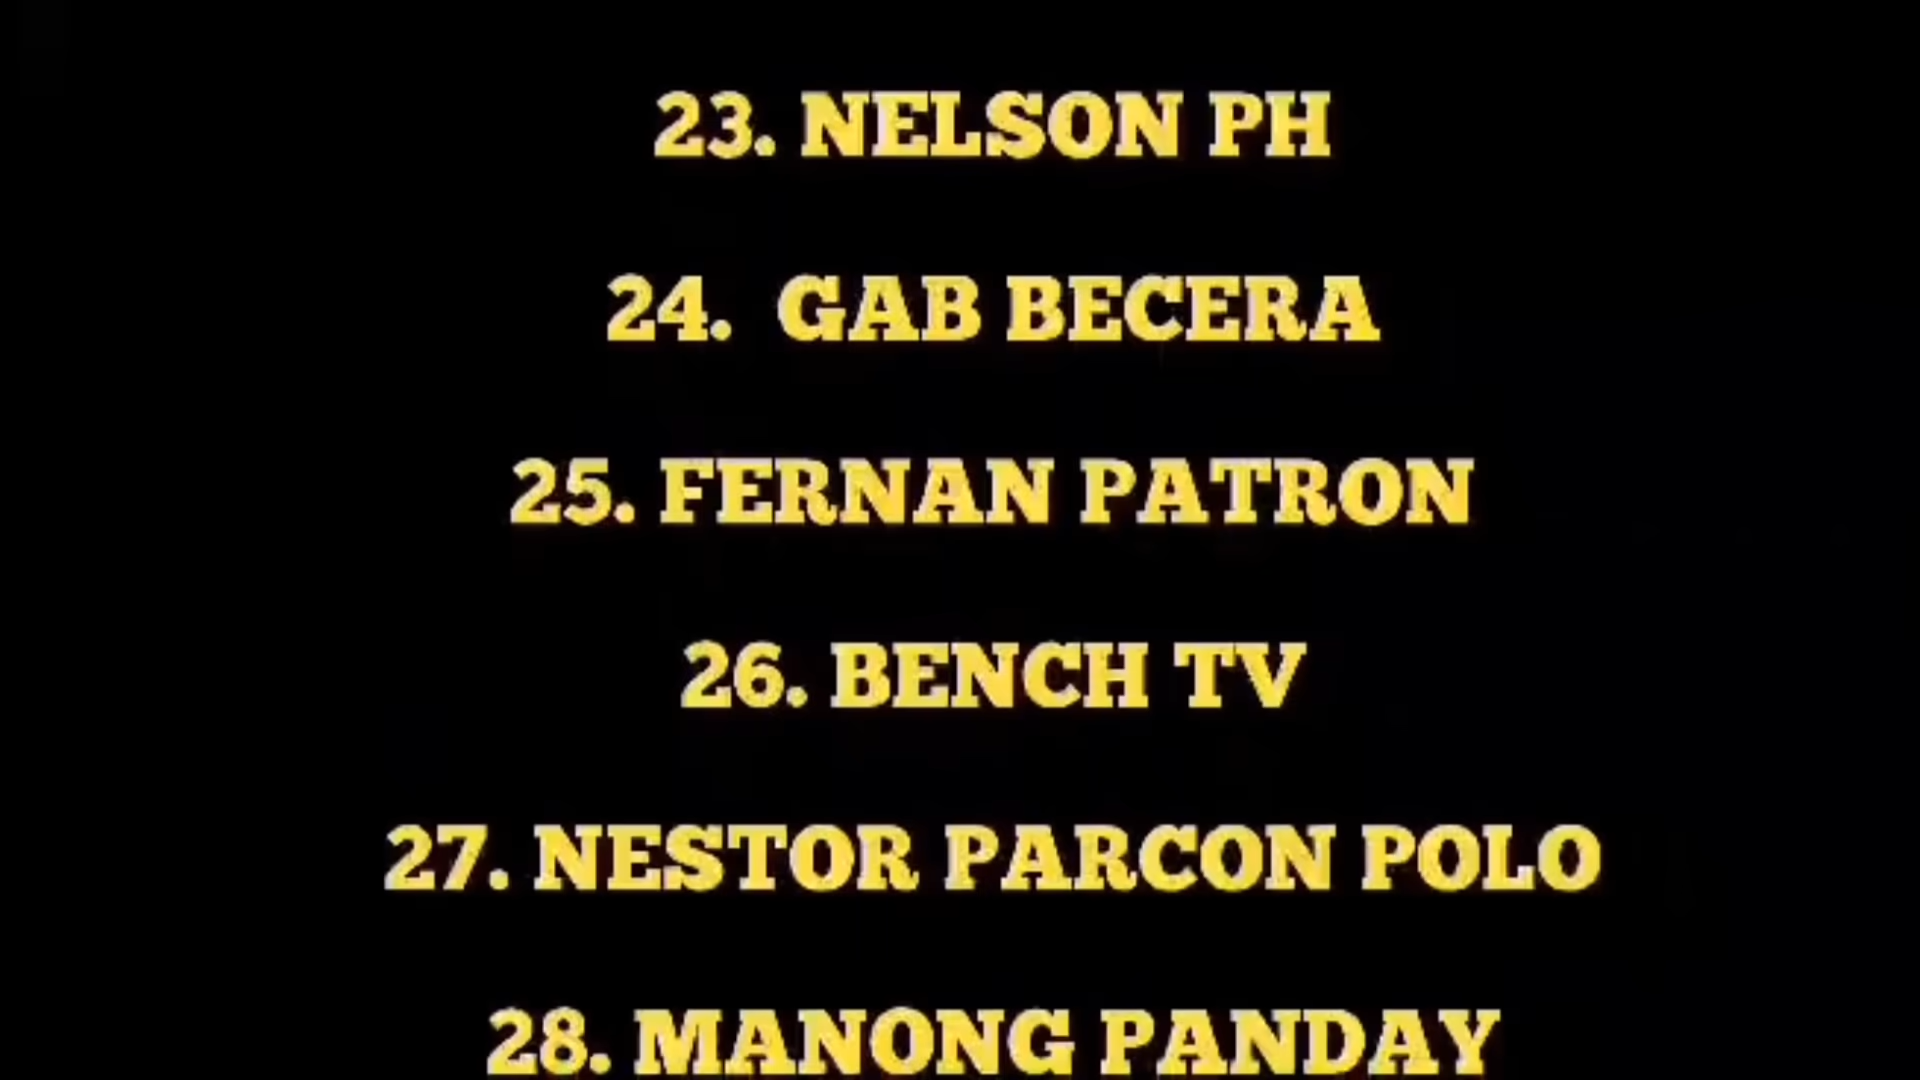 23. NELSON PH
24. GAB BECERA
25. FERNAN PATRON
26. BENCH TV
27. NESTOR PARCON POLO
28. MANONG PANDAY